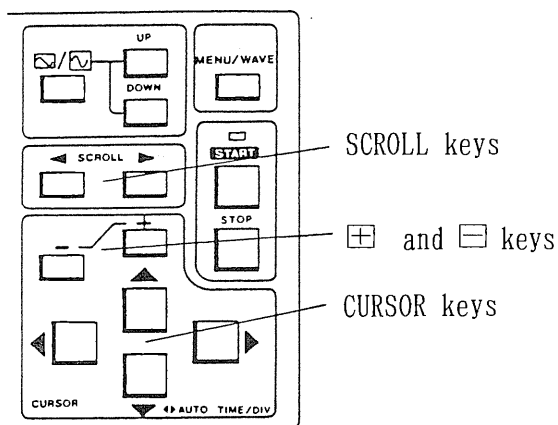 UP
/
MENU/WAVE
DOWN
◀ SCROLL ▶
START
SCROLL keys
STOP
+
−
⊞ and ⊟ keys
CURSOR keys
CURSOR
AUTO TIME/DIV